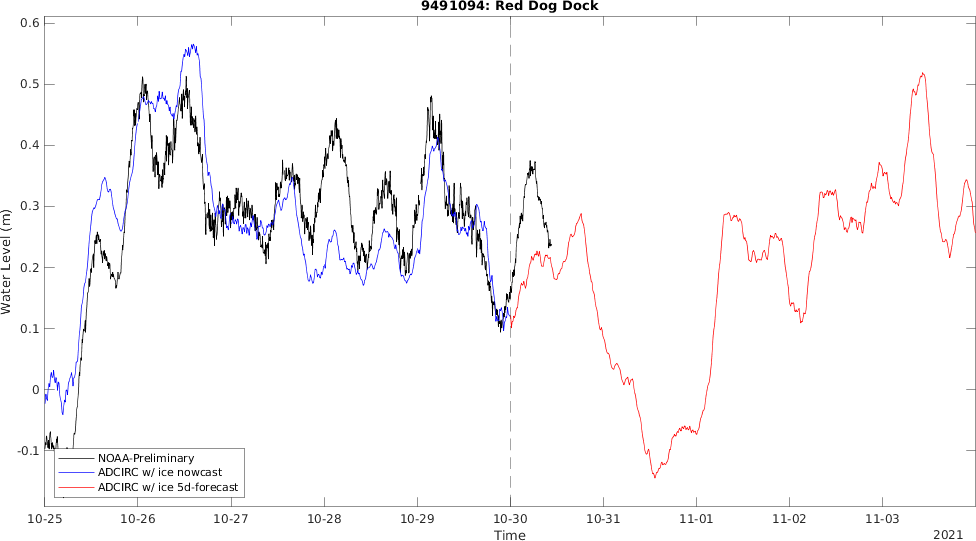 9491094: Red Dog Dock
0.6
0.5
0.4
0.3
0.2
0.1
0
-0.1
Water Level (m)
NOAA-Preliminary
ADCIRC w/ ice nowcast
ADCIRC w/ ice 5d-forecast
10-25 10-26 10-27 10-28 10-29 10-30 10-31 11-01 11-02 11-03
Time
2021